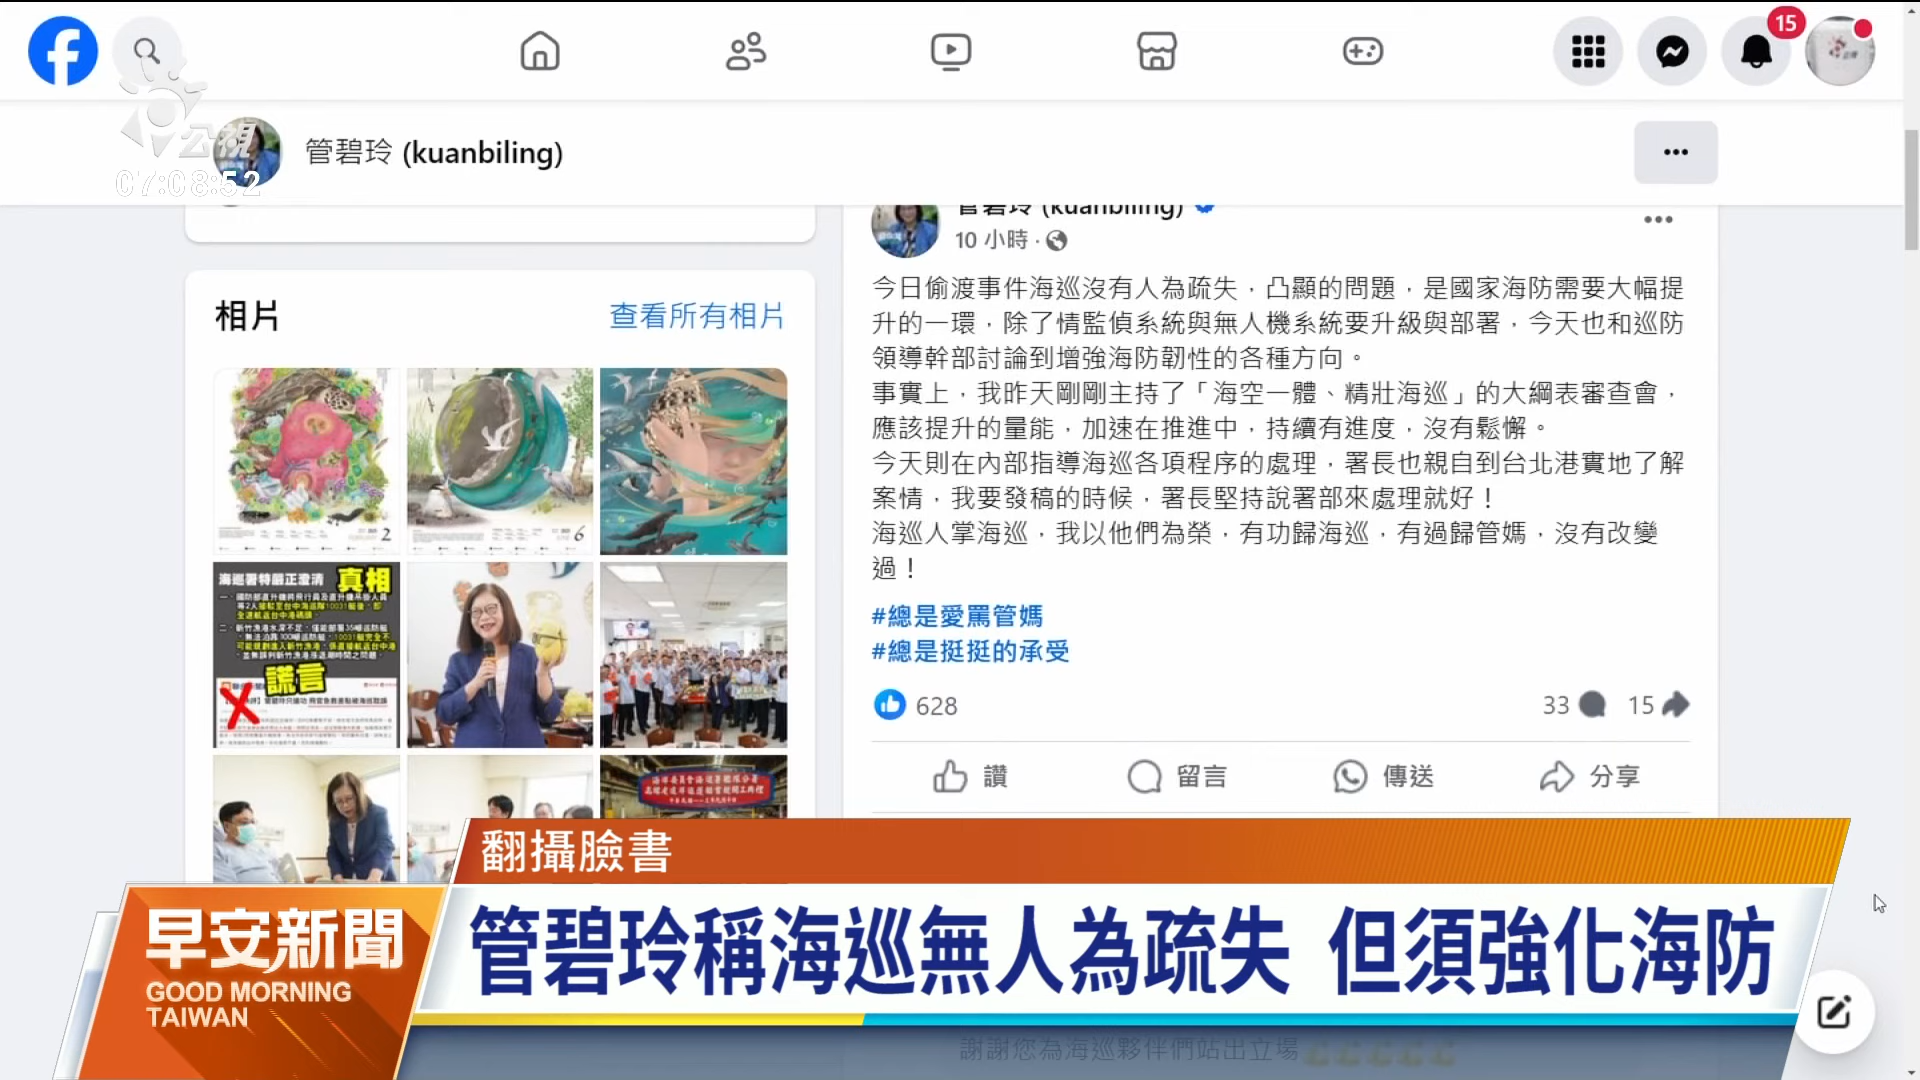 15
公視
07:08:52
管碧玲 (kuanbiling)
管碧玲 (kuanbiling)
10 小時
相片
查看所有相片
今日偷渡事件海巡沒有人為疏失，凸顯的問題，是國家海防需要大幅提
升的一環，除了情監偵系統與無人機系統要升級與部署，今天也和巡防
領導幹部討論到增強海防韌性的各種方向。
事實上，我昨天剛剛主持了「海空一體、精壯海巡」的大綱表審查會，
應該提升的量能，加速在推進中，持續有進度，沒有鬆懈。
今天則在內部指導海巡各項程序的處理，署長也親自到台北港實地了解
案情，我要發稿的時候，署長堅持說署部來處理就好！
海巡人掌海巡，我以他們為榮，有功歸海巡，有過歸管媽，沒有改變
過！
#總是愛罵管媽
#總是挺挺的承受
628
33
15
讚
留言
傳送
分享
2
6
海巡署特嚴正澄清 真相
謊言
翻攝臉書
管碧玲稱海巡無人為疏失 但須強化海防
早安新聞
GOOD MORNING
TAIWAN
謝謝您為海巡夥伴們站出立場